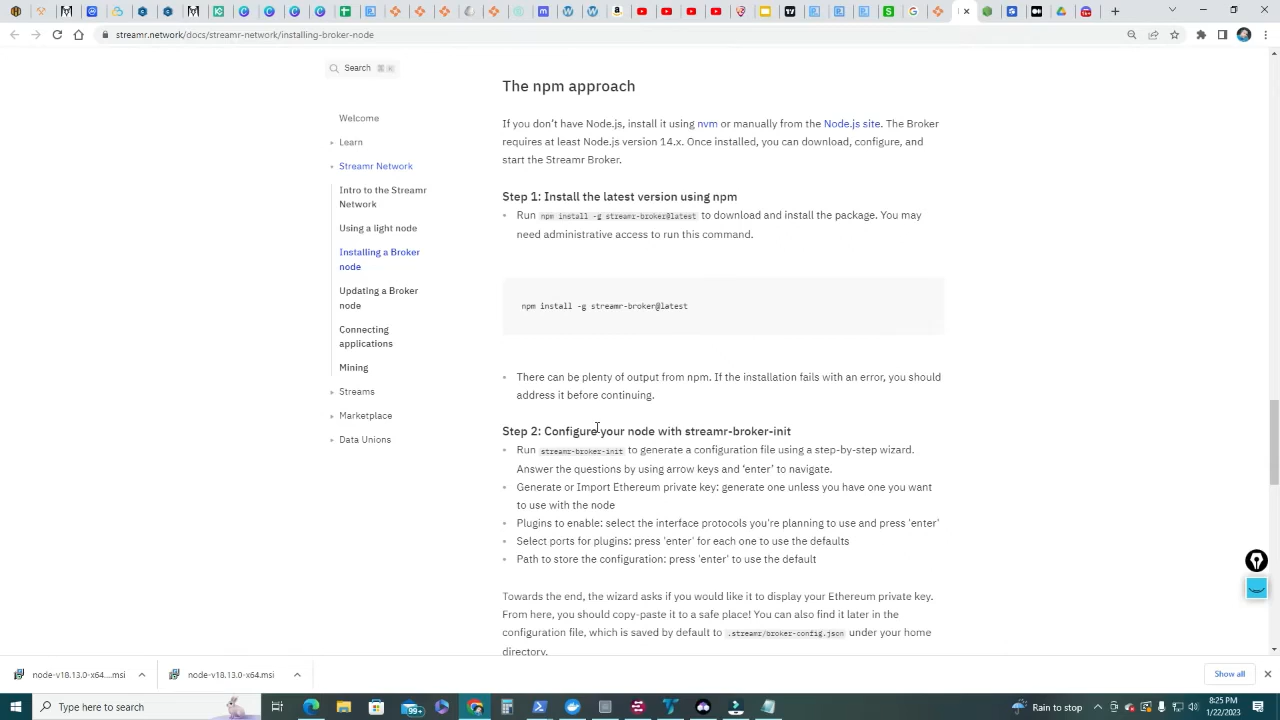 streamr.network/docs/streamr-network/installing-broker-node
Search
Welcome
Learn
Streamr Network
Intro to the Streamr
Network
Using a light node
Installing a Broker
node
Updating a Broker
node
Connecting
applications
Mining
Streams
Marketplace
Data Unions
The npm approach
If you don't have Node.js, install it using nvm or manually from the Node.js site. The Broker
requires at least Node.js version 14.x. Once installed, you can download, configure, and
start the Streamr Broker.
Step 1: Install the latest version using npm
Run npm install -g streamr-broker@latest to download and install the package. You may
need administrative access to run this command.
npm install -g streamr-broker@latest
There can be plenty of output from npm. If the installation fails with an error, you should
address it before continuing.
Step 2: Configure your node with streamr-broker-init
Run streamr-broker-init to generate a configuration file using a step-by-step wizard.
Answer the questions by using arrow keys and ‘enter’ to navigate.
Generate or Import Ethereum private key: generate one unless you have one you want
to use with the node
Plugins to enable: select the interface protocols you're planning to use and press 'enter'
Select ports for plugins: press 'enter' for each one to use the defaults
Path to store the configuration: press 'enter' to use the default
Towards the end, the wizard asks if you would like it to display your Ethereum private key.
From here, you should copy-paste it to a safe place! You can also find it later in the
configuration file, which is saved by default to .streamr/broker-config.json under your home
directory.
node-v18.13.0-x64....msi
node-v18.13.0-x64.msi
Show all
Type here to search
99+
Rain to stop
8:25 PM
1/22/2023